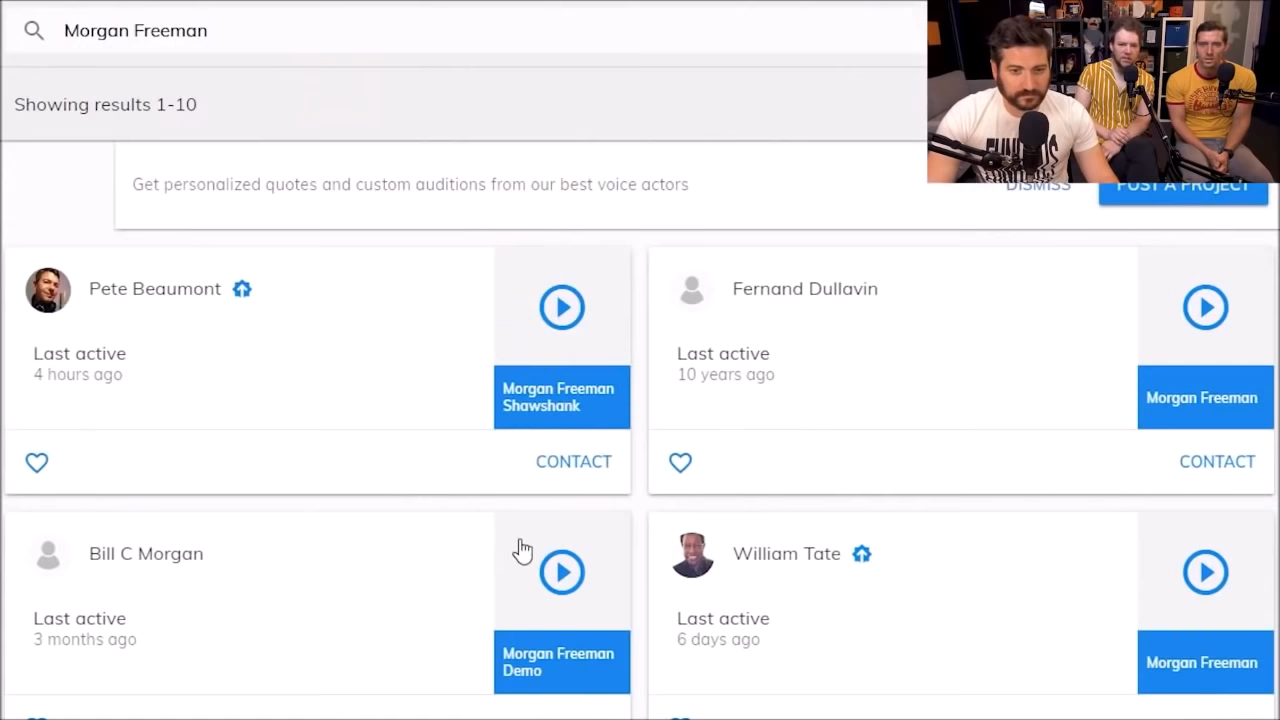 Morgan Freeman
Showing results 1-10
Get personalized quotes and custom auditions from our best voice actors
DISMISS
POST A PROJECT
Pete Beaumont
Last active
4 hours ago
Morgan Freeman
Shawshank
CONTACT
Fernand Dullavin
Last active
10 years ago
Morgan Freeman
CONTACT
Bill C Morgan
Last active
3 months ago
Morgan Freeman
Demo
William Tate
Last active
6 days ago
Morgan Freeman